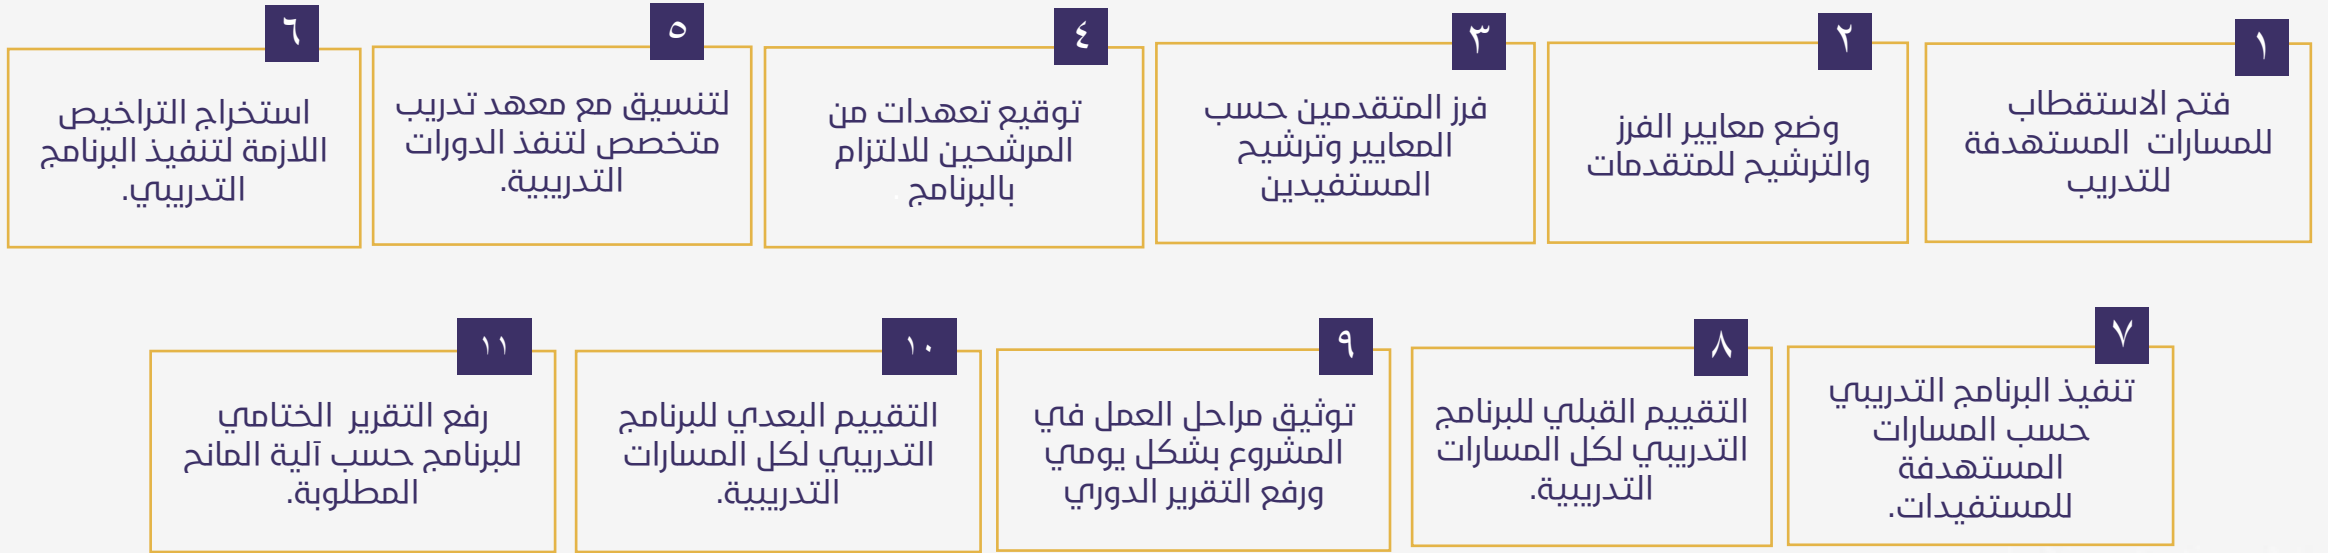 ١
فتح الاستقطاب
للمسارات المستهدفة
للتدريب
٢
وضع معايير الفرز
والترشيح للمتقدمات
٣
فرز المتقدمين حسب
المعايير وترشيح
المستفيدين
٤
توقيع تعهدات من
المرشحين للالتزام
بالبرنامج
٥
لتنسيق مع معهد تدريب
متخصص لتنفذ الدورات
التدريبية.
٦
استخراج التراخيص
اللازمة لتنفيذ البرنامج
التدريبي.
٧
تنفيذ البرنامج التدريبي
حسب المسارات
المستهدفة
للمستفيدات.
٨
التقييم القبلي للبرنامج
التدريبي لكل المسارات
التدريبية.
٩
توثيق مراحل العمل في
المشروع بشكل يومي
ورفع التقرير الدوري
١٠
التقييم البعدي للبرنامج
التدريبي لكل المسارات
التدريبية.
١١
رفع التقرير الختامي
للبرنامج حسب آلية المانح
المطلوبة.